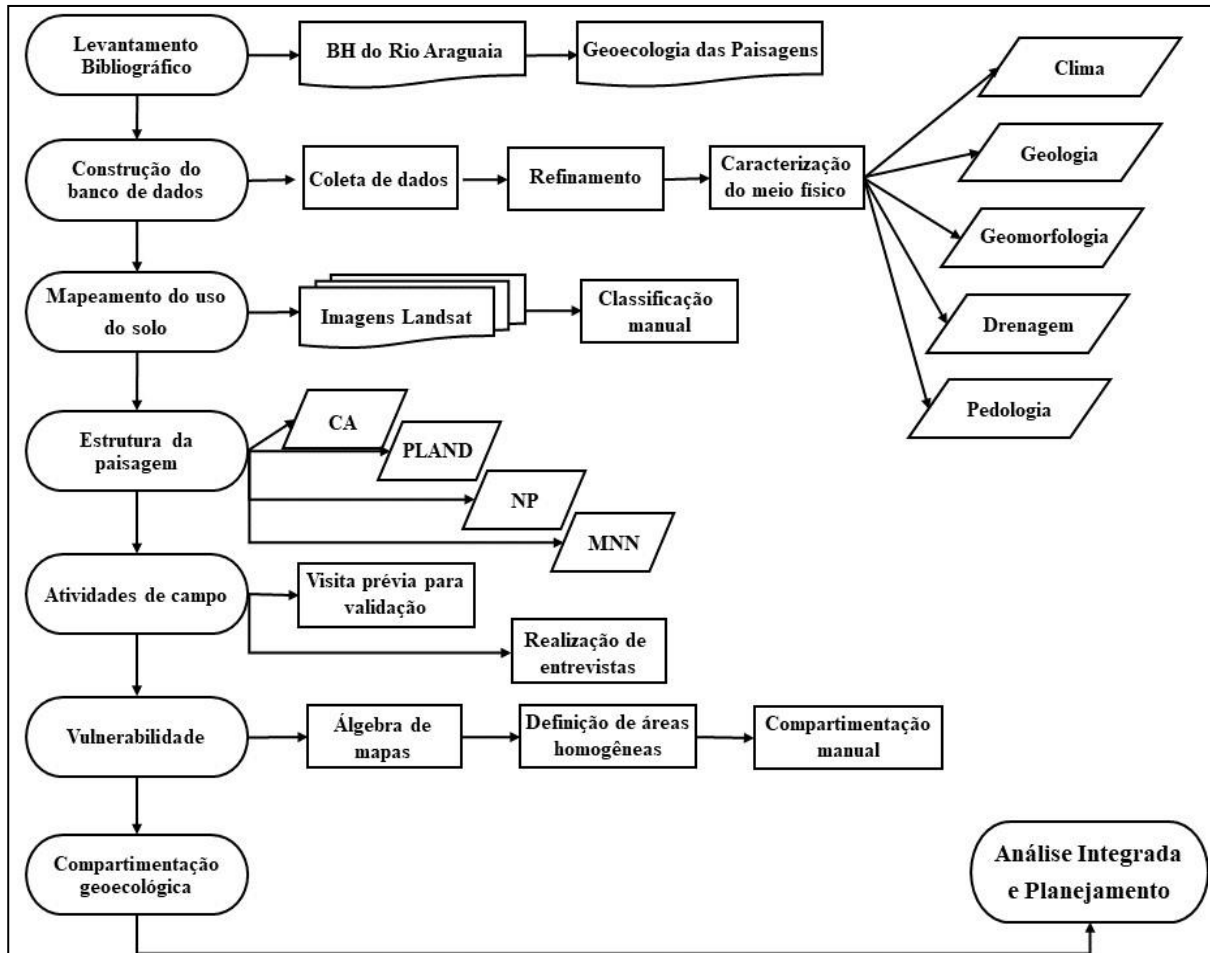 Levantamento
Bibliográfico
BH do Rio Araguaia
Geoecologia das Paisagens
Clima
Construção do
banco de dados
Coleta de dados
Refinamento
Caracterização
do meio físico
Geologia
Geomorfologia
Drenagem
Pedologia
Mapeamento do uso
do solo
Imagens Landsat
Classificação
manual
Estrutura da
paisagem
CA
PLAND
NP
MNN
Atividades de campo
Visita prévia para
validação
Realização de
entrevistas
Vulnerabilidade
Álgebra de
mapas
Definição de áreas
homogêneas
Compartimentação
manual
Compartimentação
geoecológica
Análise Integrada
e Planejamento